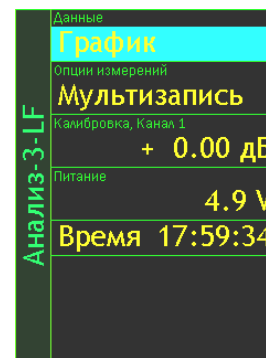 Анализ-3-LF
Данные
График
Опции измерений
Мультизапись
Калибровка, Канал 1
+ 0.00 дБ
Питание
4.9 V
Время 17:59:34